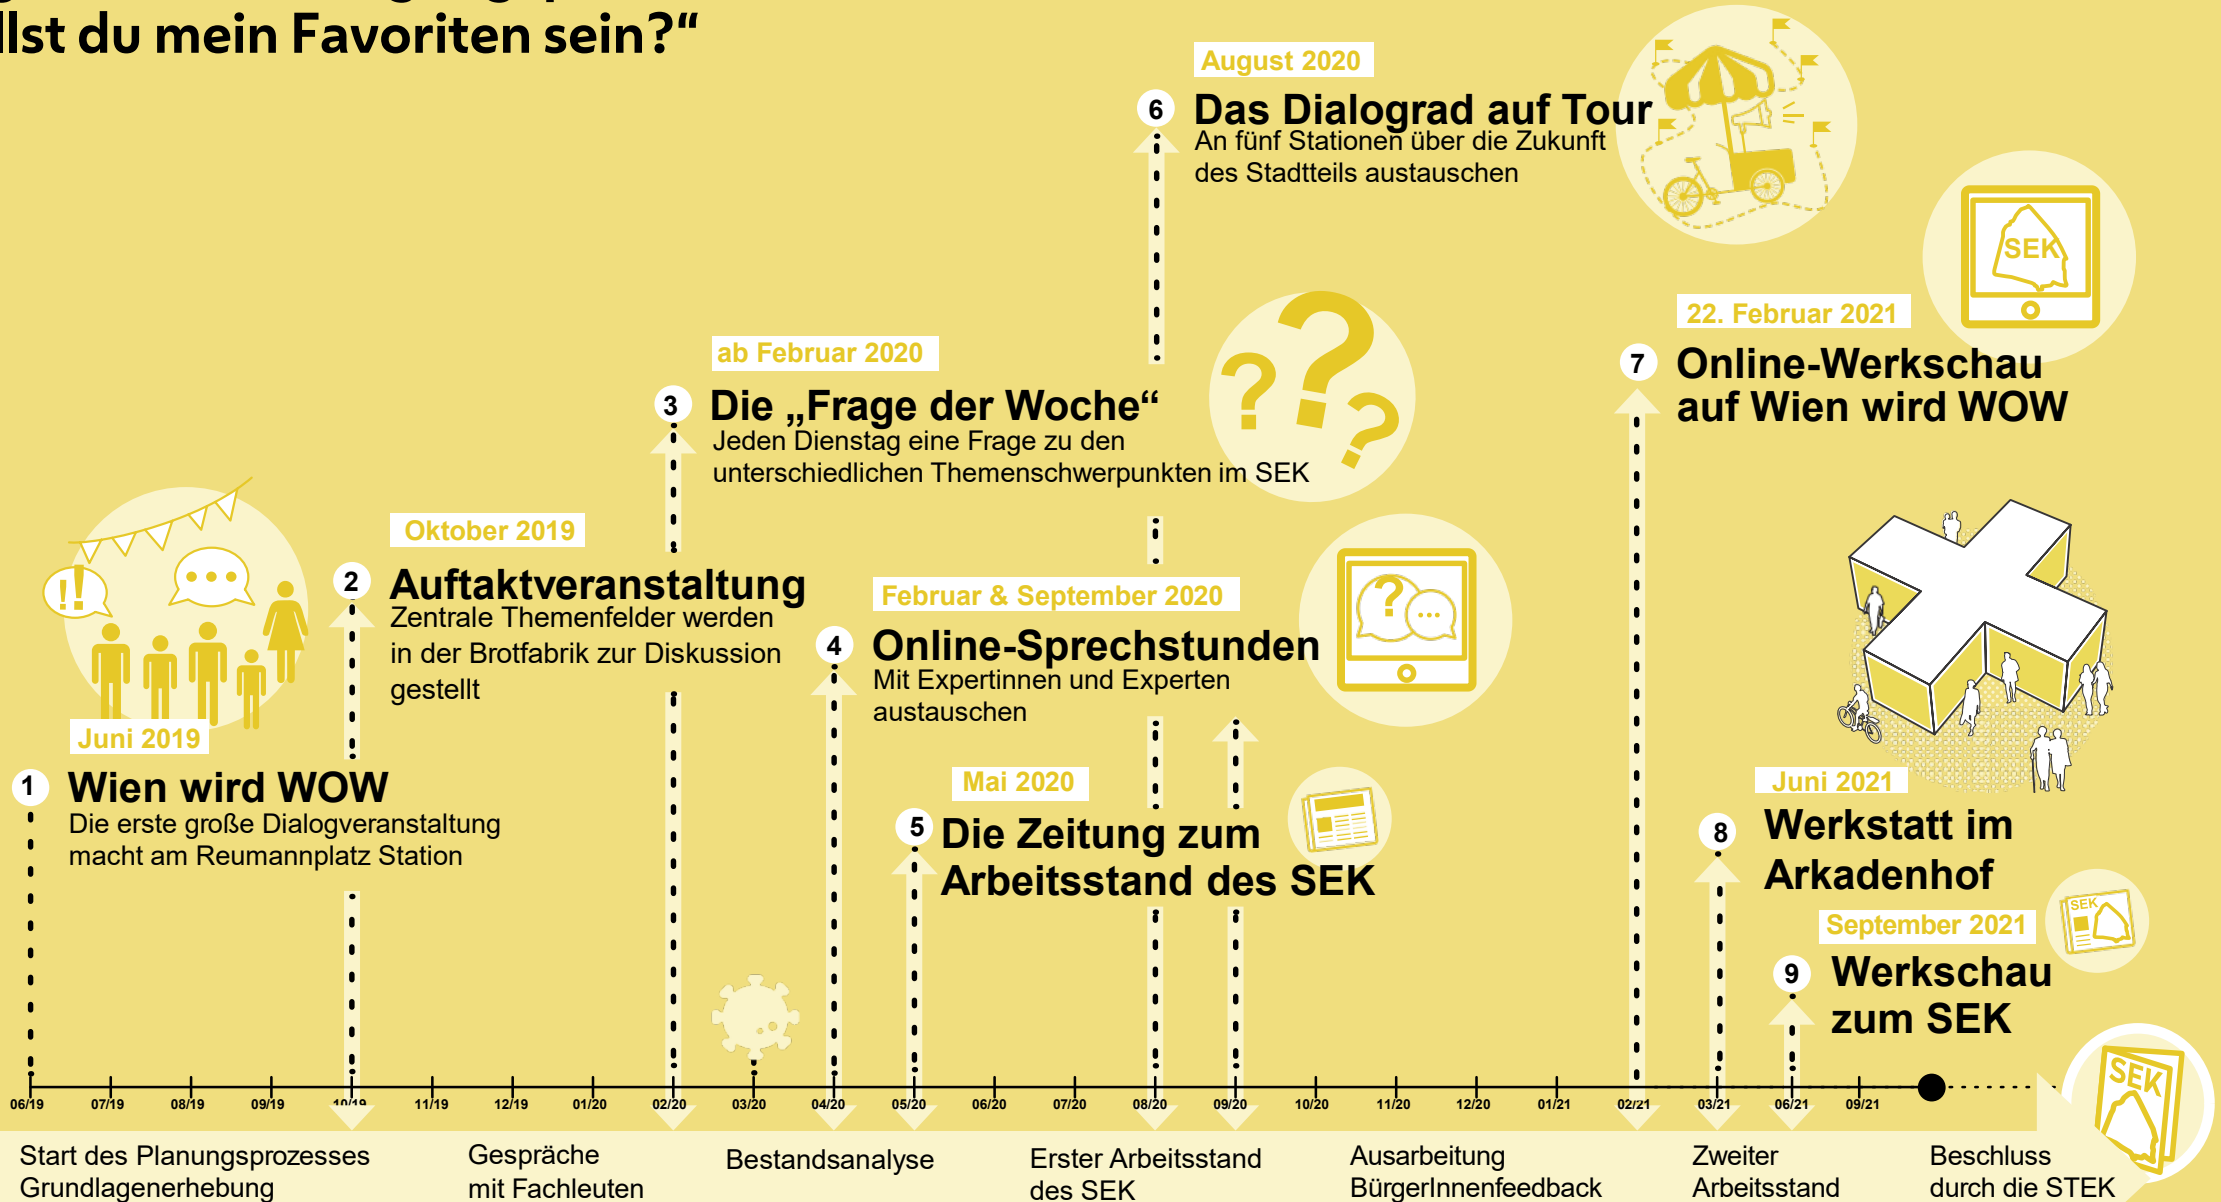 llst du mein Favoriten sein?“
August 2020
6 Das Dialograd auf Tour
An fünf Stationen über die Zukunft
des Stadtteils austauschen
SEK
22. Februar 2021
7 Online-Werkschau
auf Wien wird WOW
ab Februar 2020
3 Die „Frage der Woche“
Jeden Dienstag eine Frage zu den
unterschiedlichen Themenschwerpunkten im SEK
? ? ?
Oktober 2019
2 Auftaktveranstaltung
Zentrale Themenfelder werden
in der Brotfabrik zur Diskussion
gestellt
!!
Februar & September 2020
4 Online-Sprechstunden
Mit Expertinnen und Experten
austauschen
? ...
Juni 2019
1 Wien wird WOW
Die erste große Dialogveranstaltung
macht am Reumannplatz Station
Mai 2020
5 Die Zeitung zum
Arbeitsstand des SEK
Juni 2021
8 Werkstatt im
Arkadenhof
SEK
September 2021
9 Werkschau
zum SEK
SEK
06/19 07/19 08/19 09/19 10/19 11/19 12/19 01/20 02/20 03/20 04/20 05/20 06/20 07/20 08/20 09/20 10/20 11/20 12/20 01/21 02/21 03/21 06/21 09/21
Start des Planungsprozesses
Grundlagenerhebung
Gespräche
mit Fachleuten
Bestandsanalyse
Erster Arbeitsstand
des SEK
Ausarbeitung
BürgerInnenfeedback
Zweiter
Arbeitsstand
Beschluss
durch die STEK